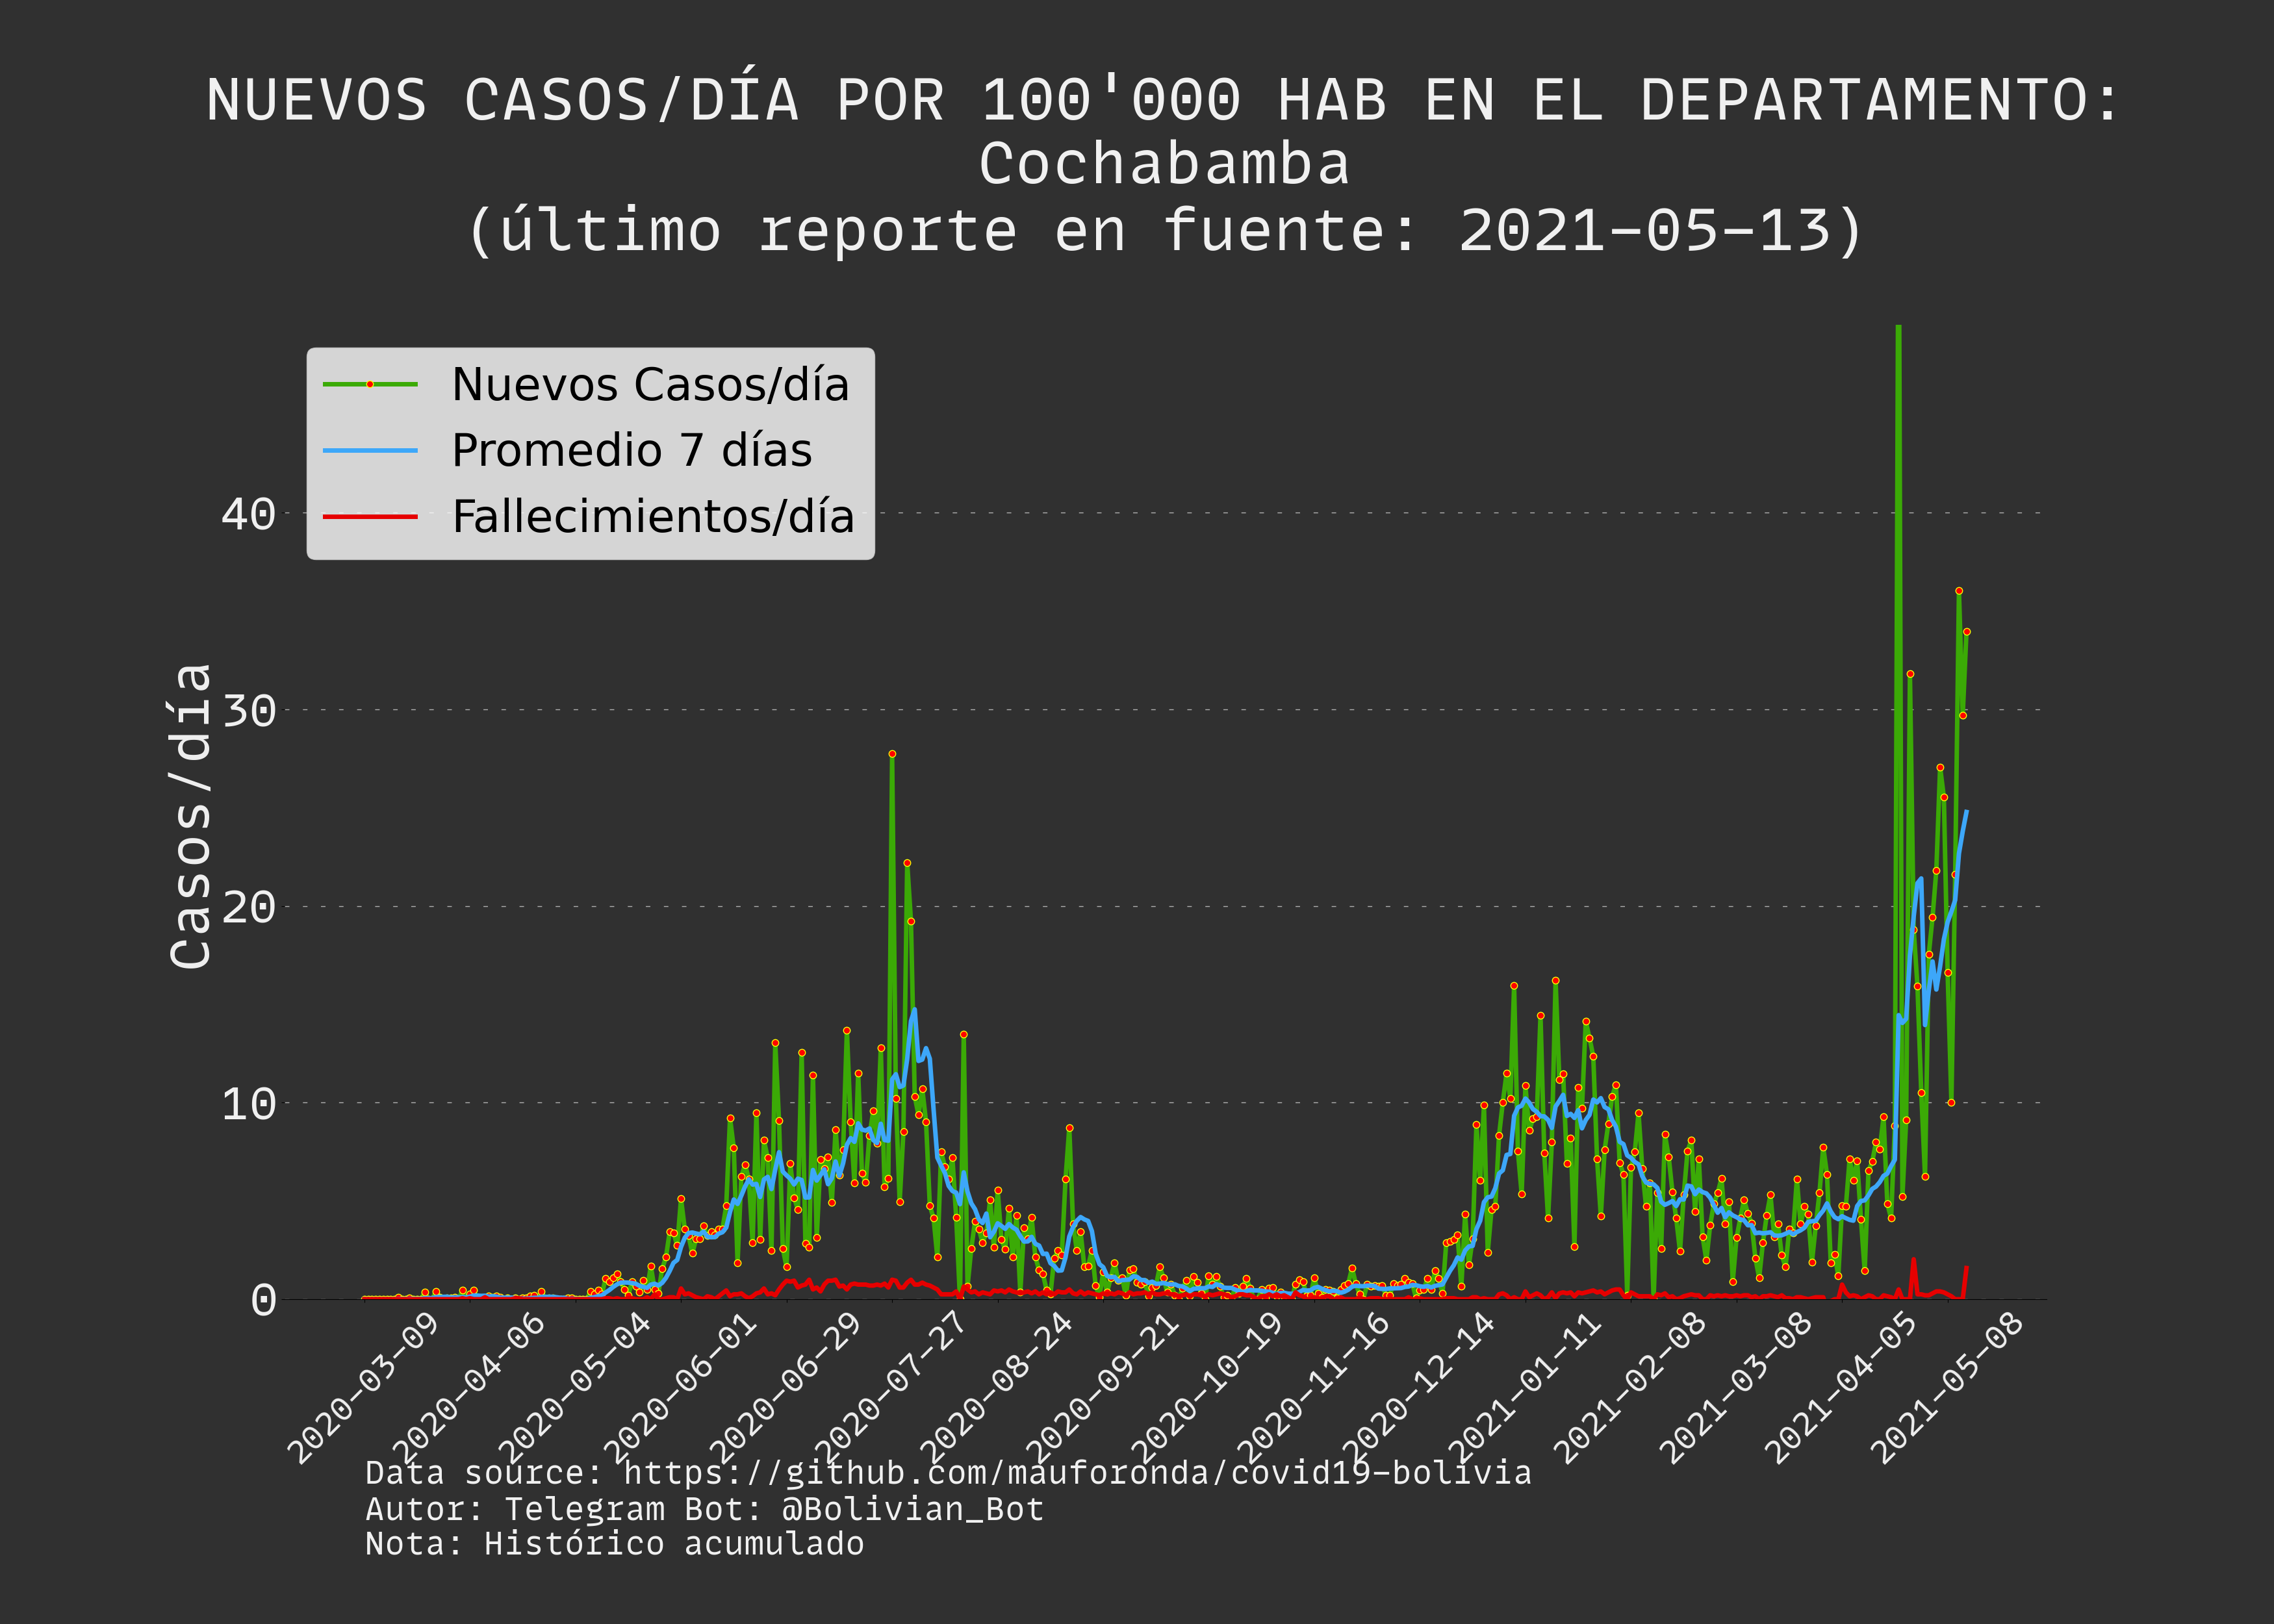 NUEVOS CASOS/DÍA POR 100'000 HAB EN EL DEPARTAMENTO:
Cochabamba
(último reporte en fuente: 2021−05−13)
Nuevos Casos/día
Promedio 7 días
Fallecimientos/día
Casos/día
40
30
20
10
0
2020−03−09
2020−04−06
2020−05−04
2020−06−01
2020−06−29
2020−07−27
2020−08−24
2020−09−21
2020−10−19
2020−11−16
2020−12−14
2021−01−11
2021−02−08
2021−03−08
2021−04−05
2021−05−08
Data source: https://github.com/mauforonda/covid19−bolivia
Autor: Telegram Bot: @Bolivian_Bot
Nota: Histórico acumulado